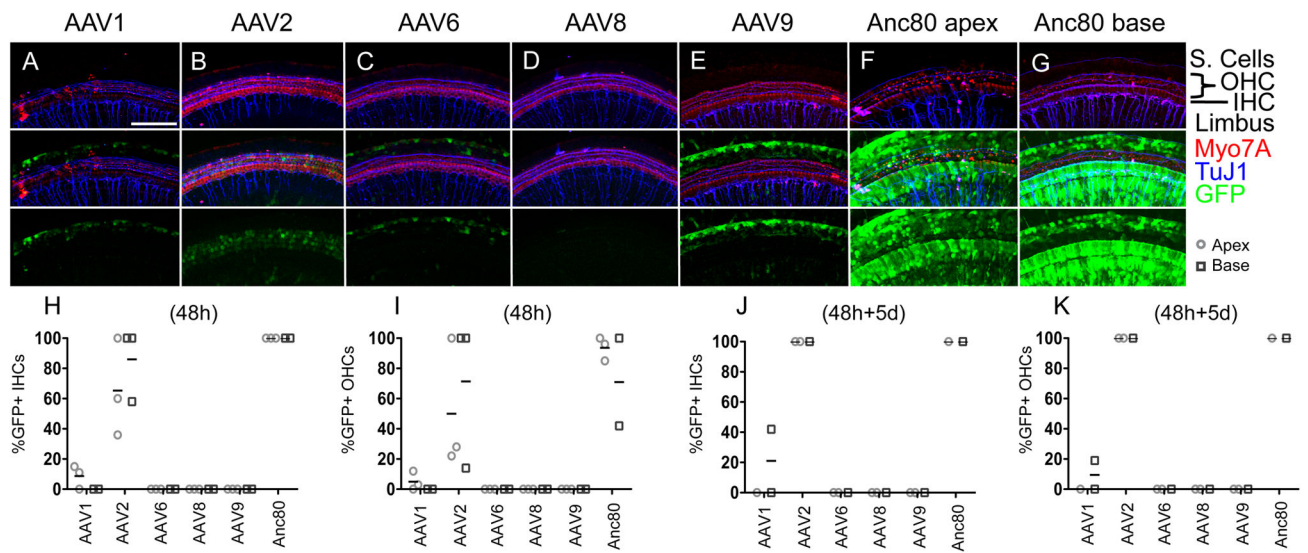 AAV1 AAV2 AAV6 AAV8 AAV9 Anc80 apex Anc80 base
A B C D E F G
S. Cells
OHC
IHC
Limbus
Myo7A
TuJ1
GFP
Apex
Base
H (48h)
%GFP+ IHCs
100
80
60
40
20
0
AAV1 AAV2 AAV6 AAV8 AAV9 Anc80
I (48h)
%GFP+ OHCs
100
80
60
40
20
0
AAV1 AAV2 AAV6 AAV8 AAV9 Anc80
J (48h+5d)
%GFP+ IHCs
100
80
60
40
20
0
AAV1 AAV2 AAV6 AAV8 AAV9 Anc80
K (48h+5d)
%GFP+ OHCs
100
80
60
40
20
0
AAV1 AAV2 AAV6 AAV8 AAV9 Anc80